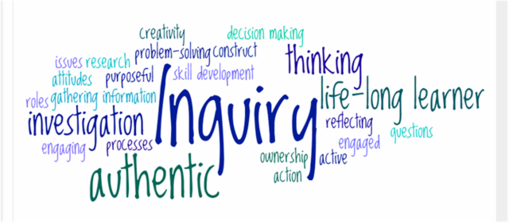 creativity
decision making
problem-solving construct
issues research
thinking
attitudes purposeful skill development
life-long learner
roles gathering information
Inquiry
investigation
reflecting
engaging processes
engaged questions
ownership active
authentic
action